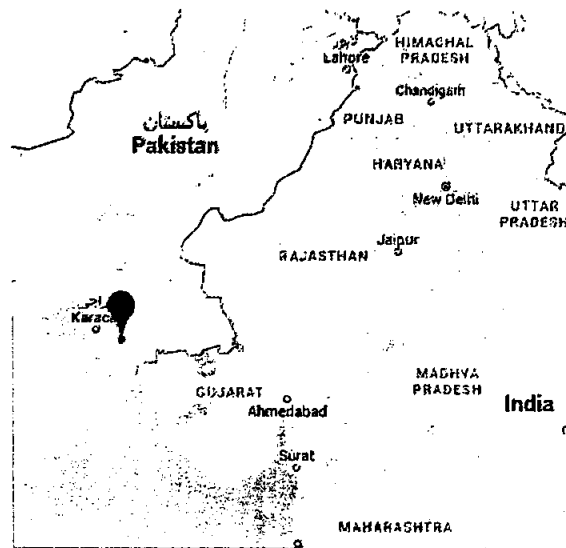 Lahore
HIMACHAL
PRADESH
Chandigarh
PUNJAB
UTTARAKHAND
پاکستان
Pakistan
HARYANA
New Delhi
UTTAR
PRADESH
Jaipur
RAJASTHAN
Karac
MADHYA
PRADESH
GUJARAT
Ahmedabad
India
Surat
MAHARASHTRA